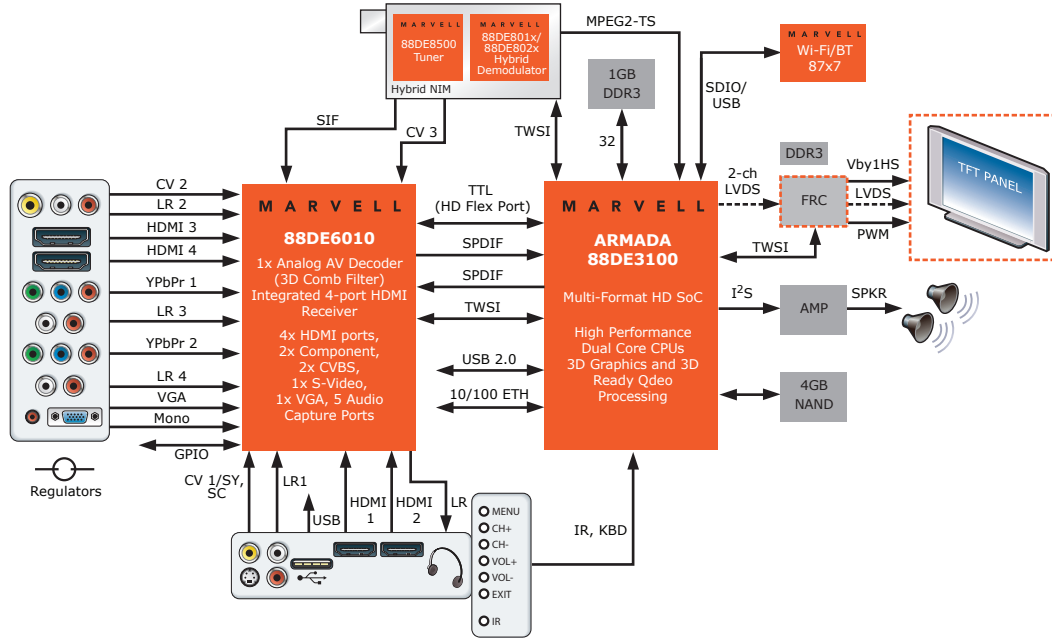 MARVELL
88DE8500
Tuner
MARVELL
88DE801x/
88DE802x
Hybrid
Demodulator
Hybrid NIM
MPEG2-TS
MARVELL
Wi-Fi/BT
87x7
1GB
DDR3
SDIO/
USB
SIF
CV 3
TWSI
32
DDR3
2-ch
LVDS
FRC
Vby1HS
LVDS
PWM
TFT PANEL
TWSI
CV 2
LR 2
HDMI 3
HDMI 4
YPbPr 1
LR 3
YPbPr 2
LR 4
VGA
Mono
GPIO
Regulators
MARVELL
88DE6010
1x Analog AV Decoder
(3D Comb Filter)
Integrated 4-port HDMI
Receiver
4x HDMI ports,
2x Component,
2x CVBS,
1x S-Video,
1x VGA, 5 Audio
Capture Ports
TTL
(HD Flex Port)
SPDIF
SPDIF
TWSI
USB 2.0
10/100 ETH
MARVELL
ARMADA
88DE3100
Multi-Format HD SoC
High Performance
Dual Core CPUs
3D Graphics and 3D
Ready Qdeo
Processing
I²S
AMP
SPKR
4GB
NAND
CV 1/SY,
SC
LR1
USB
HDMI
1
HDMI
2
LR
MENU
CH+
CH-
VOL+
VOL-
EXIT
IR
IR, KBD